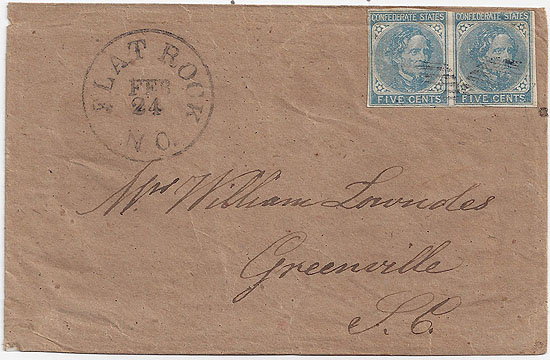 CONFEDERATE STATES
FIVE CENTS
CONFEDERATE STATES
FIVE CENTS
FLAT ROCK
FEB
24
N C.
Mrs William Lowndes
Greenville
S.C.